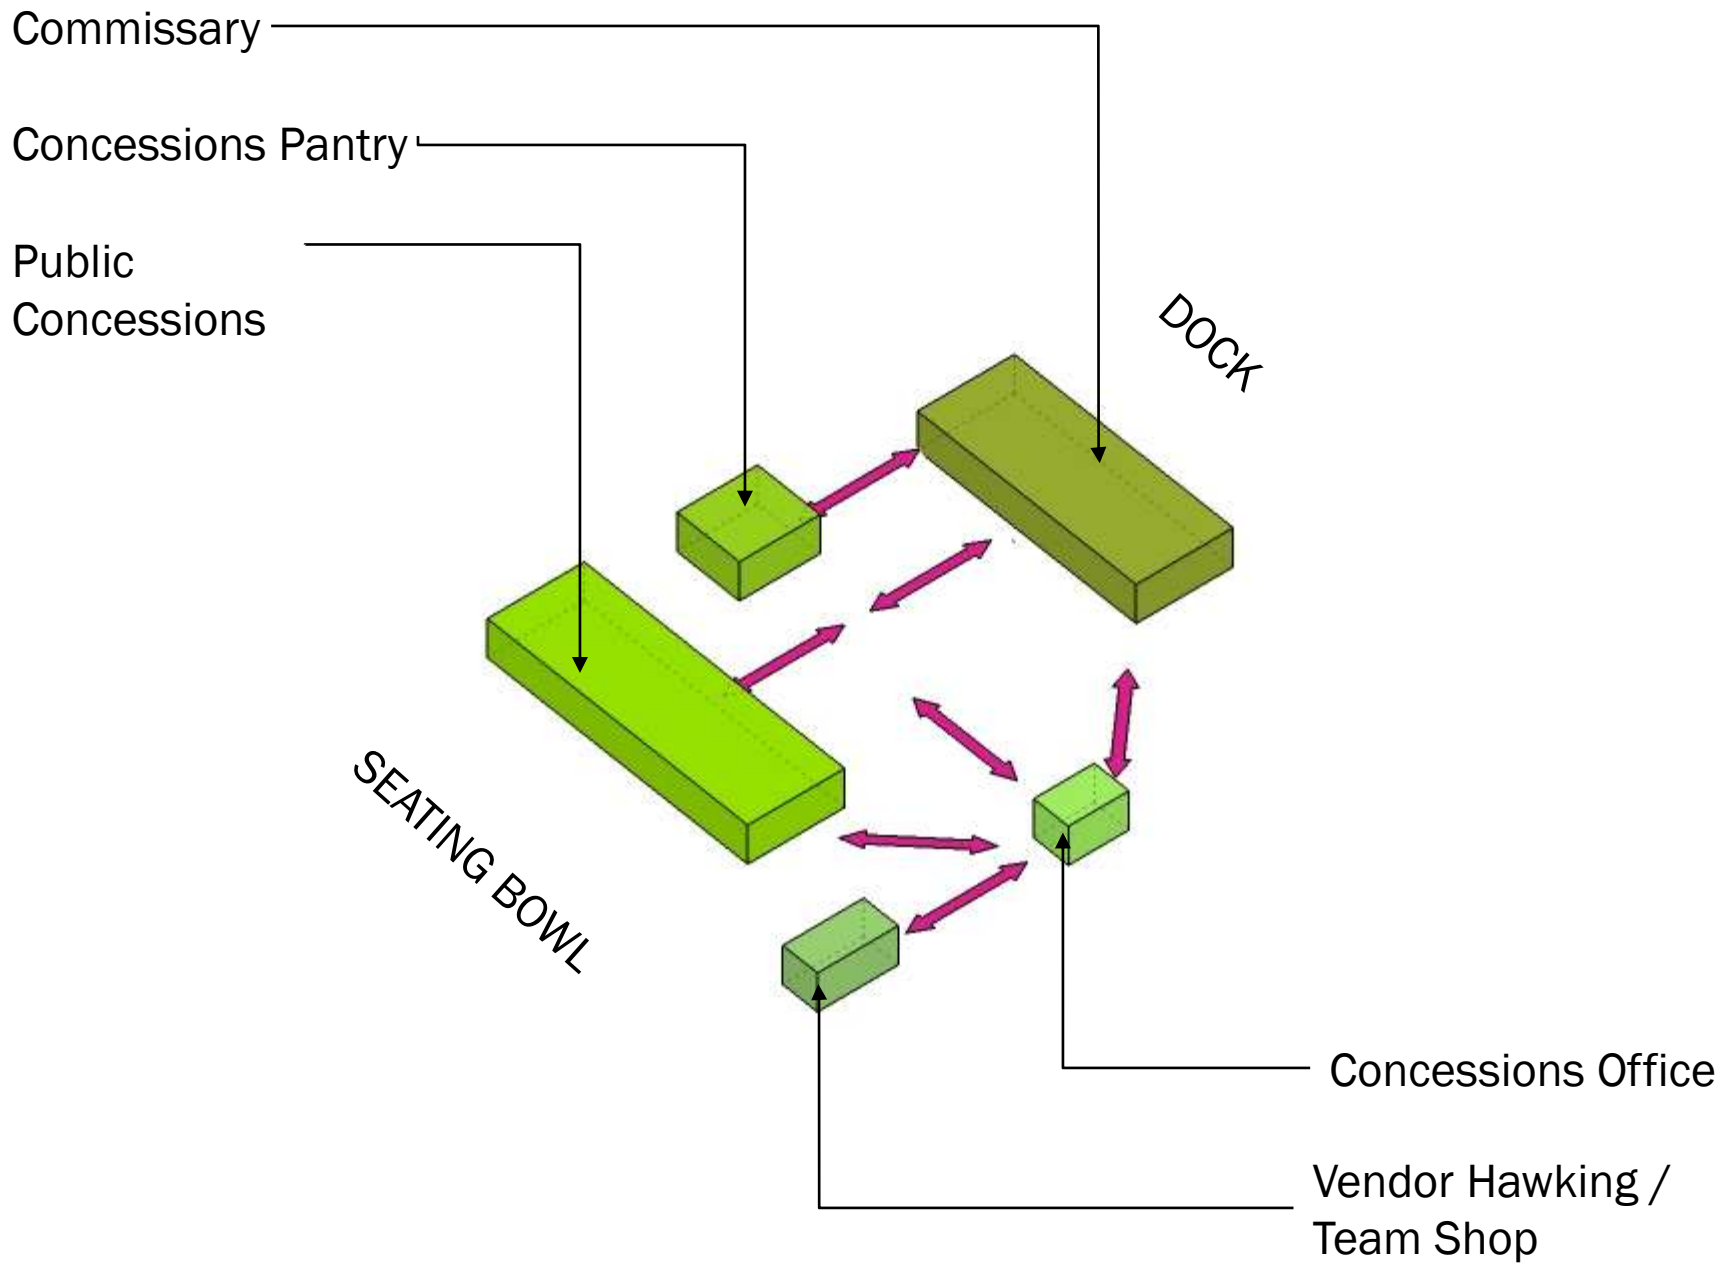 Commissary
Concessions Pantry
Public
Concessions
DOCK
SEATING BOWL
Concessions Office
Vendor Hawking /
Team Shop